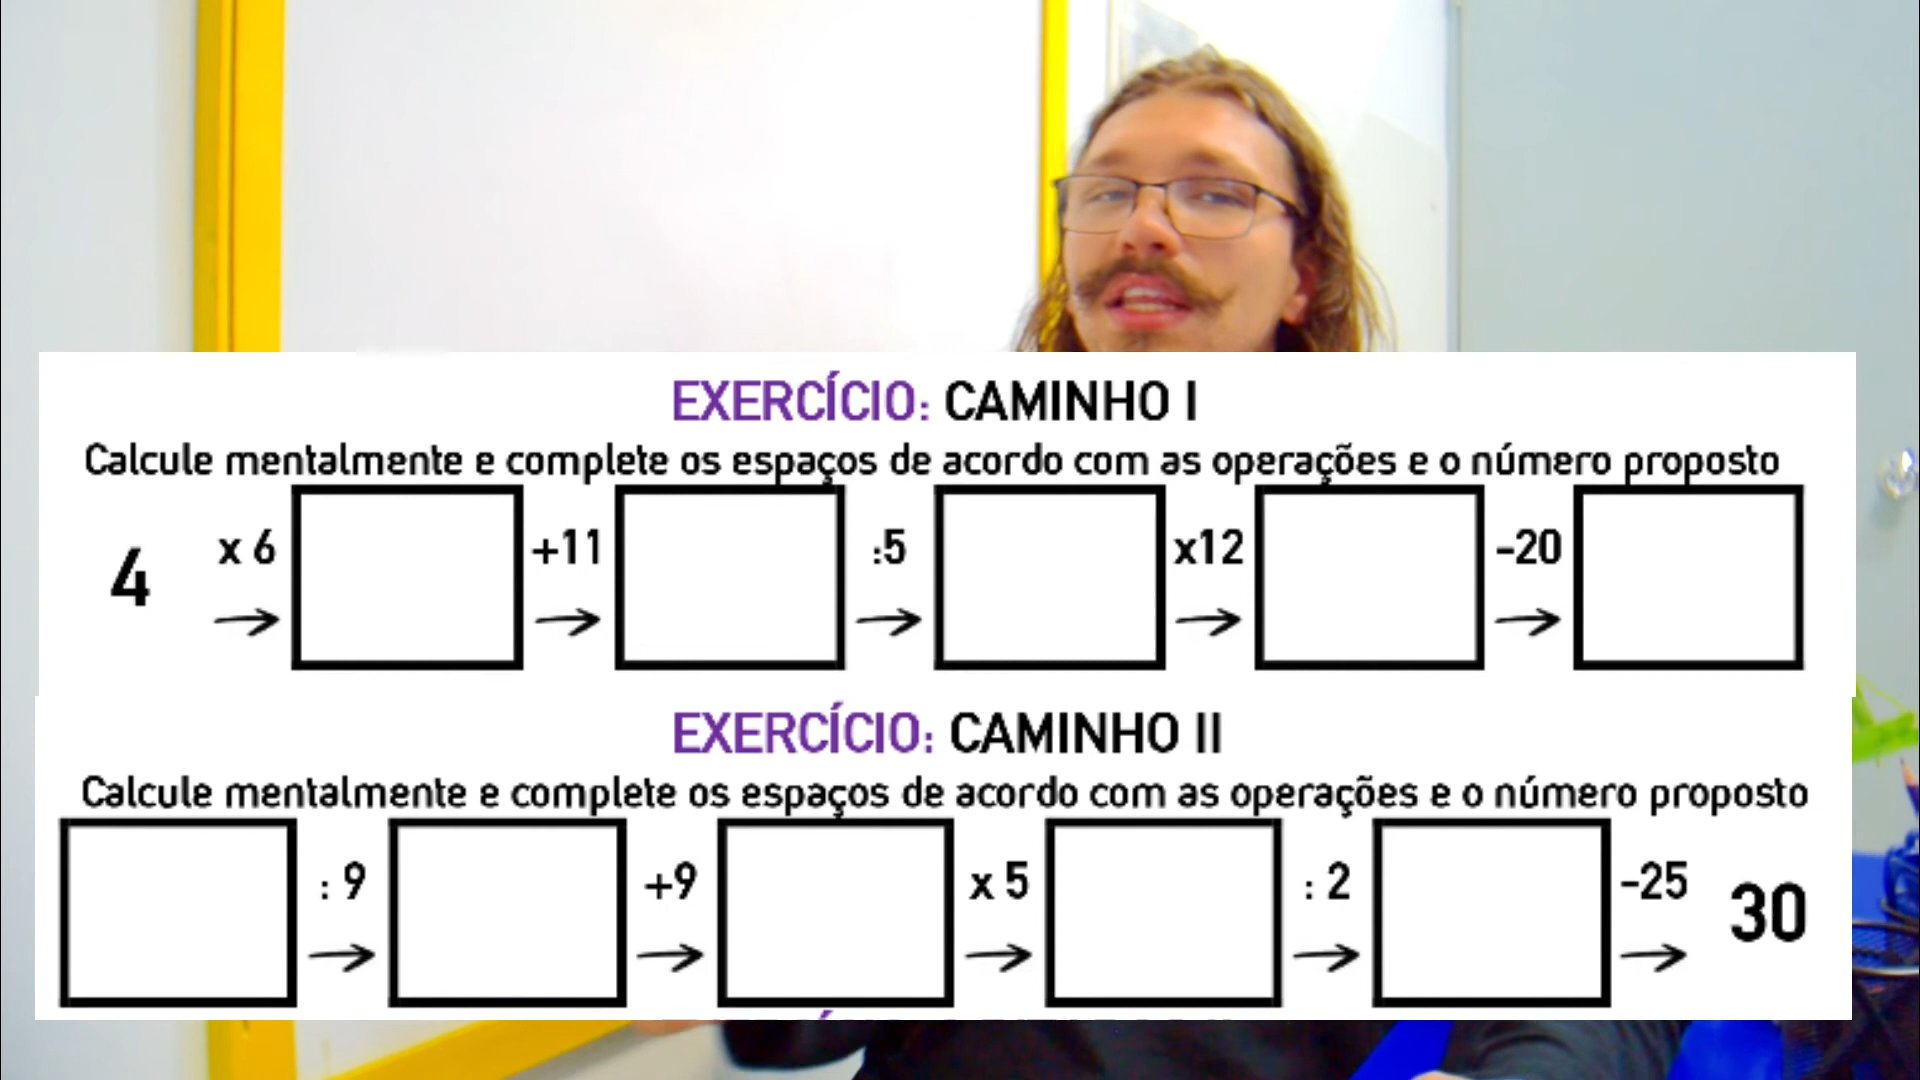 EXERCÍCIO: CAMINHO I
Calcule mentalmente e complete os espaços de acordo com as operações e o número proposto
4 x 6 +11 :5 x12 -20
EXERCÍCIO: CAMINHO II
Calcule mentalmente e complete os espaços de acordo com as operações e o número proposto
: 9 +9 x 5 : 2 -25 30